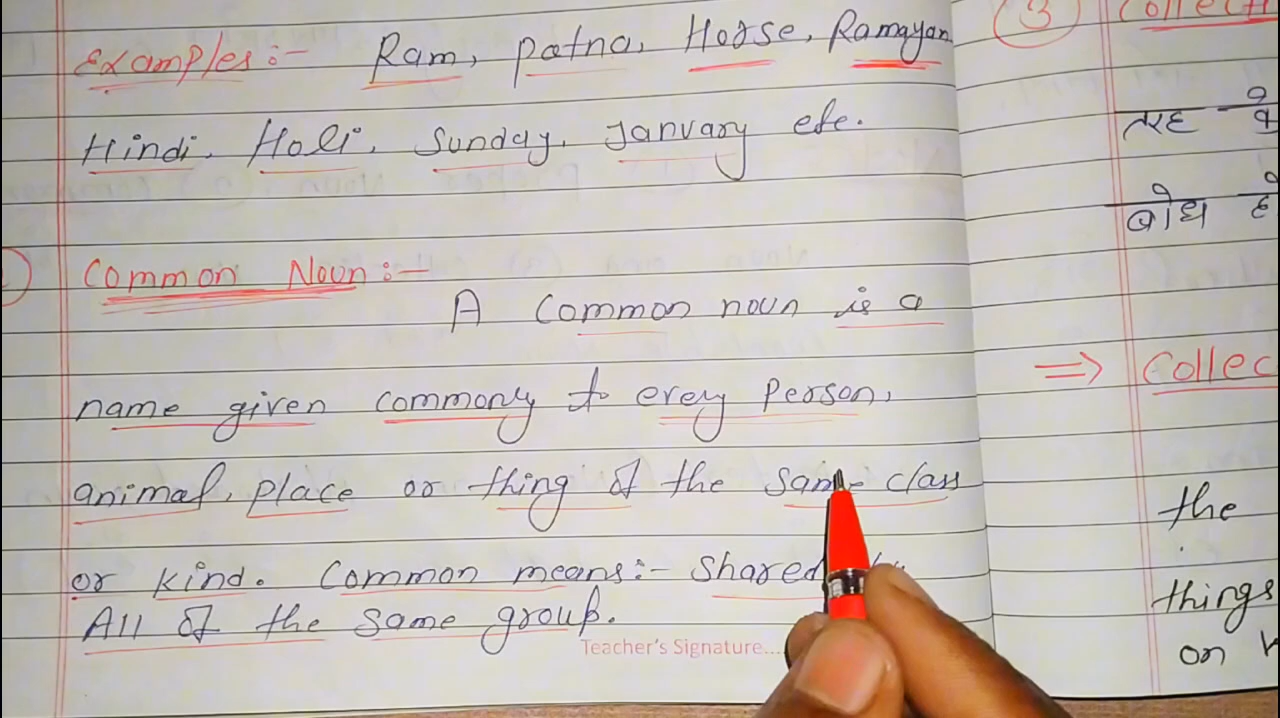 Examples:- Ram, Patna, Horse, Ramayan
Hindi, Holi, Sunday, January etc.
Common Noun:-
A Common noun is a
name given commonly to every person,
animal, place or thing of the same class
or kind. Common means:- Shared
All of the same group.
Teacher's Signature....
3
तरह
बोध
⇒ Collec
the
things
on